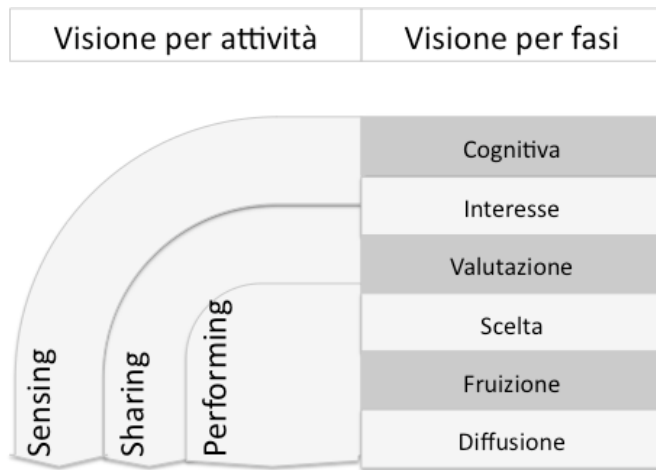 Visione per attività
Visione per fasi
Cognitiva
Interesse
Valutazione
Scelta
Fruizione
Diffusione
Sensing
Sharing
Performing